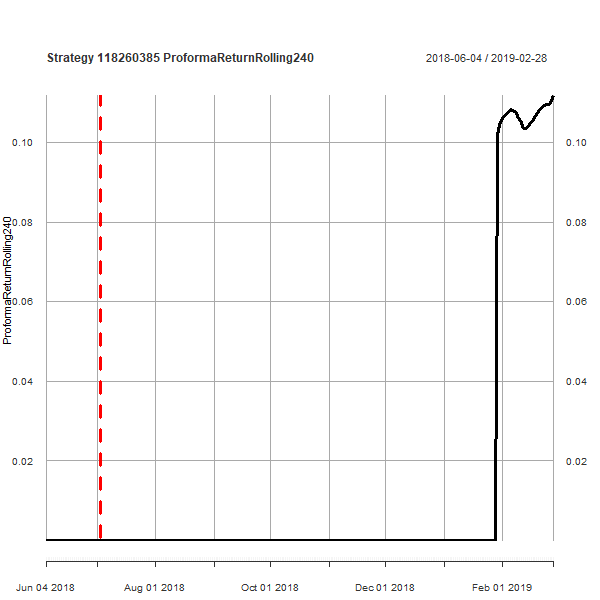 Strategy 118260385 ProformaReturnRolling240
2018-06-04 / 2019-02-28
ProformaReturnRolling240
0.10
0.10
0.08
0.08
0.06
0.06
0.04
0.04
0.02
0.02
Jun 04 2018
Aug 01 2018
Oct 01 2018
Dec 01 2018
Feb 01 2019